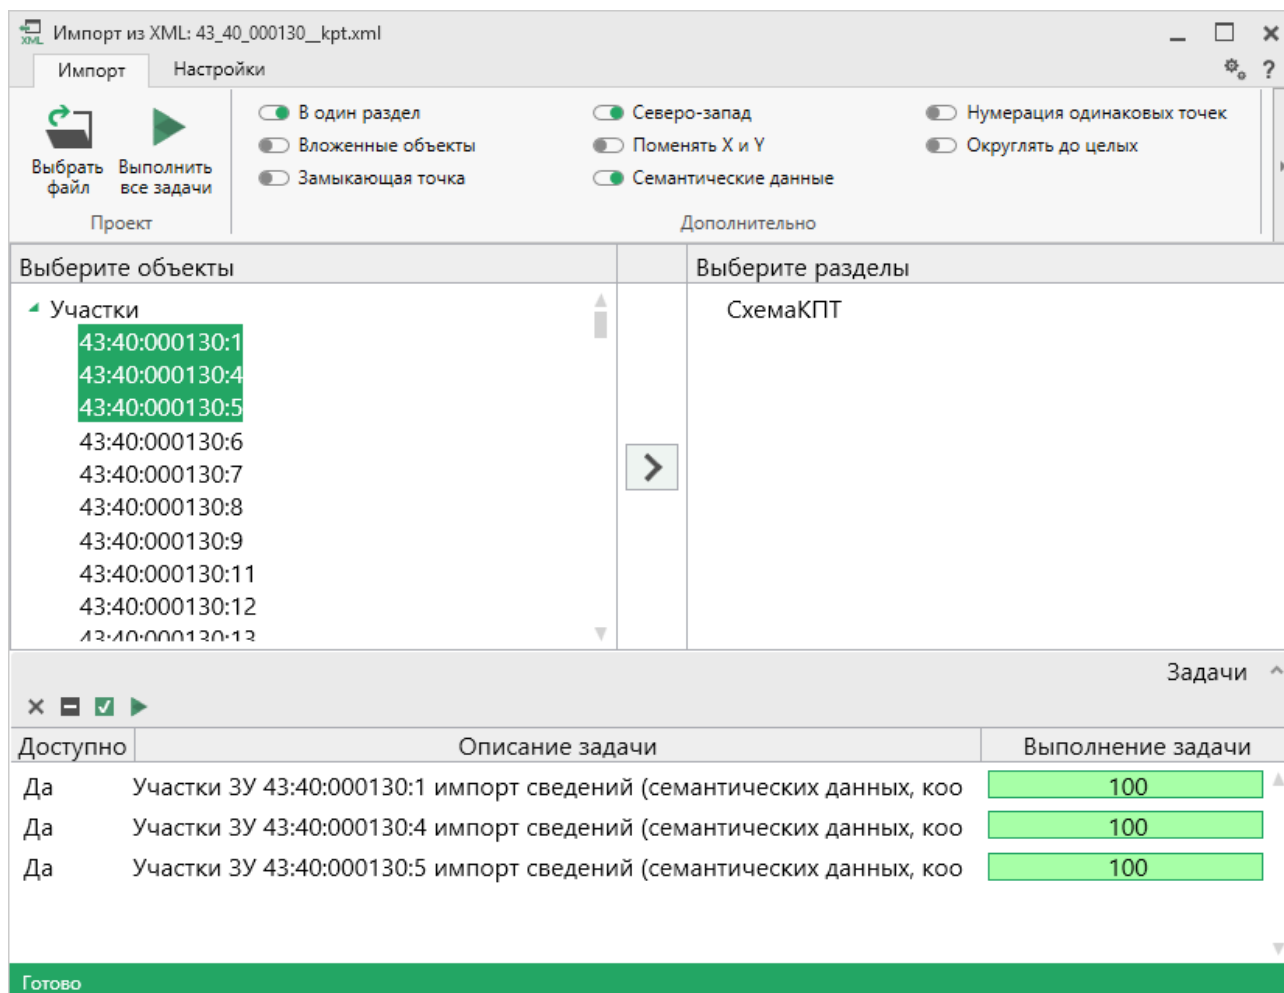 XML Импорт из XML: 43_40_000130__kpt.xml
Импорт Настройки
?
В один раздел Северо-запад Нумерация одинаковых точек
Вложенные объекты Поменять X и Y Округлять до целых
Замыкающая точка Семантические данные
Выбрать файл
Выполнить все задачи
Проект Дополнительно
Выберите объекты Выберите разделы
Участки СхемаКПТ
43:40:000130:1
43:40:000130:4
43:40:000130:5
43:40:000130:6
43:40:000130:7
43:40:000130:8
43:40:000130:9
43:40:000130:11
43:40:000130:12
43:40:000130:13
Задачи
Доступно Описание задачи Выполнение задачи
Да Участки ЗУ 43:40:000130:1 импорт сведений (семантических данных, коо 100
Да Участки ЗУ 43:40:000130:4 импорт сведений (семантических данных, коо 100
Да Участки ЗУ 43:40:000130:5 импорт сведений (семантических данных, коо 100
Готово